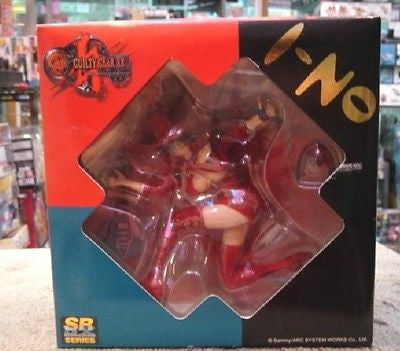 GUILTY GEAR XX
I-NO
SR
SERIES
© Sammy/ARC SYSTEM WORKS Co., Ltd.